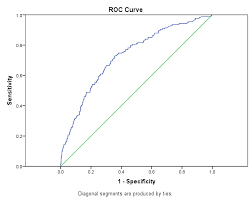 ROC Curve
1.0
0.8
0.6
0.4
0.2
0.0
Sensitivity
0.0 0.2 0.4 0.6 0.8 1.0
1 - Specificity
Diagonal segments are produced by ties.